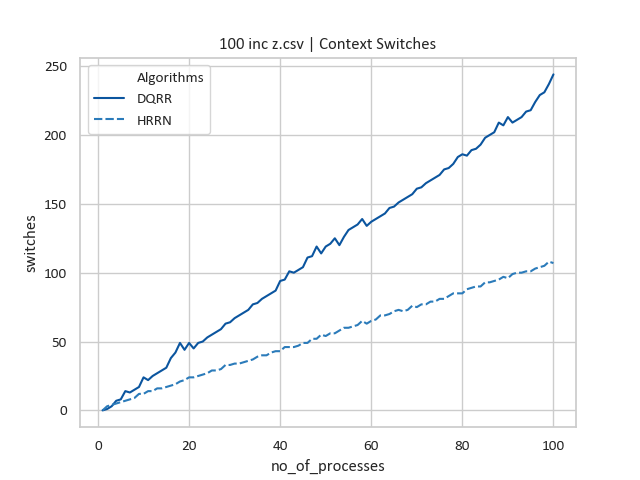 100 inc z.csv | Context Switches
250
200
150
100
50
0
switches
Algorithms
DQRR
HRRN
0 20 40 60 80 100
no_of_processes